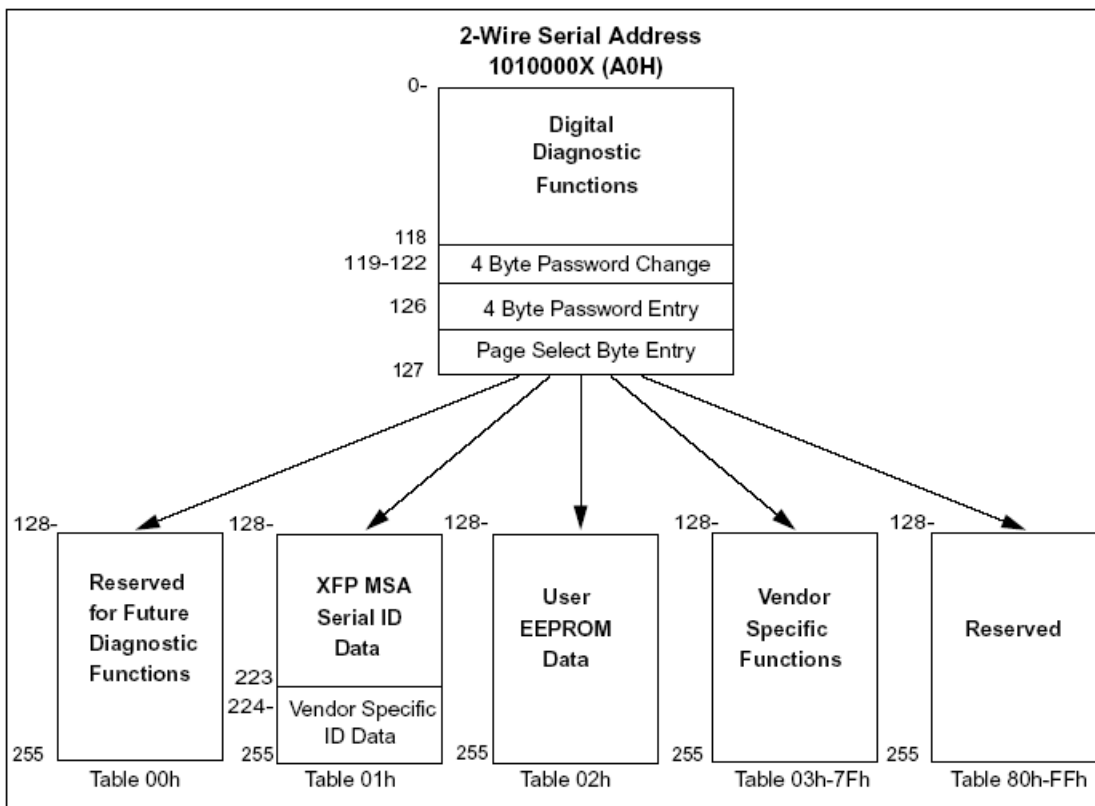 2-Wire Serial Address
1010000X (A0H)
0-
Digital
Diagnostic
Functions
118
119-122
4 Byte Password Change
126
4 Byte Password Entry
Page Select Byte Entry
127
128-
Reserved
for Future
Diagnostic
Functions
255
Table 00h
128-
XFP MSA
Serial ID
Data
223
224-
Vendor Specific
ID Data
255
Table 01h
128-
User
EEPROM
Data
255
Table 02h
128-
Vendor
Specific
Functions
255
Table 03h-7Fh
128-
Reserved
255
Table 80h-FFh